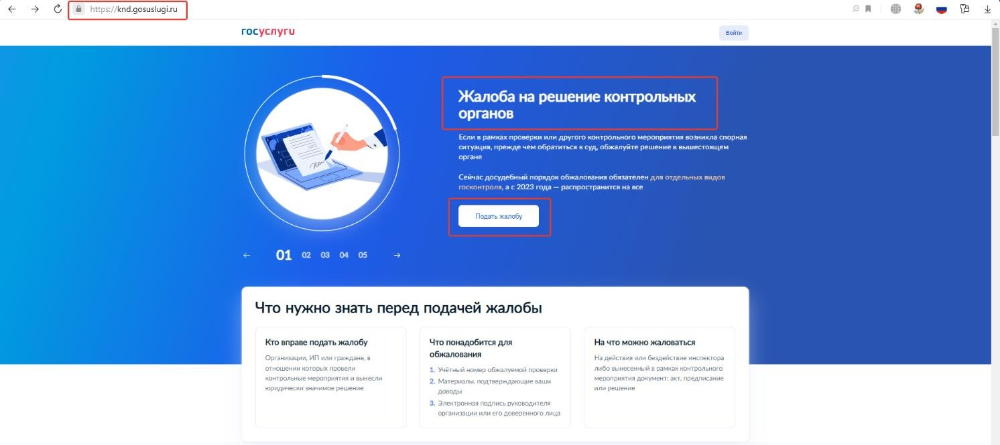 https://knd.gosuslugi.ru
госуслуги
Войти
Жалоба на решение контрольных
органов
Если в рамках проверки или другого контрольного мероприятия возникла спорная
ситуация, прежде чем обратиться в суд, обжалуйте решение в вышестоящем
органе
Сейчас досудебный порядок обжалования обязателен для отдельных видов
госконтроля, а с 2023 года — распространится на все
Подать жалобу
01 02 03 04 05
Что нужно знать перед подачей жалобы
Кто вправе подать жалобу
Организации, ИП или граждане, в
отношении которых провели
контрольные мероприятия и вынесли
юридически значимое решение
Что понадобится для
обжалования
1. Учётный номер обжалуемой проверки
2. Материалы, подтверждающие ваши
доводы
3. Электронная подпись руководителя
организации или его доверенного лица
На что можно жаловаться
На действия или бездействие инспектора
либо вынесенный в рамках контрольного
мероприятия документ: акт, предписание
или решение